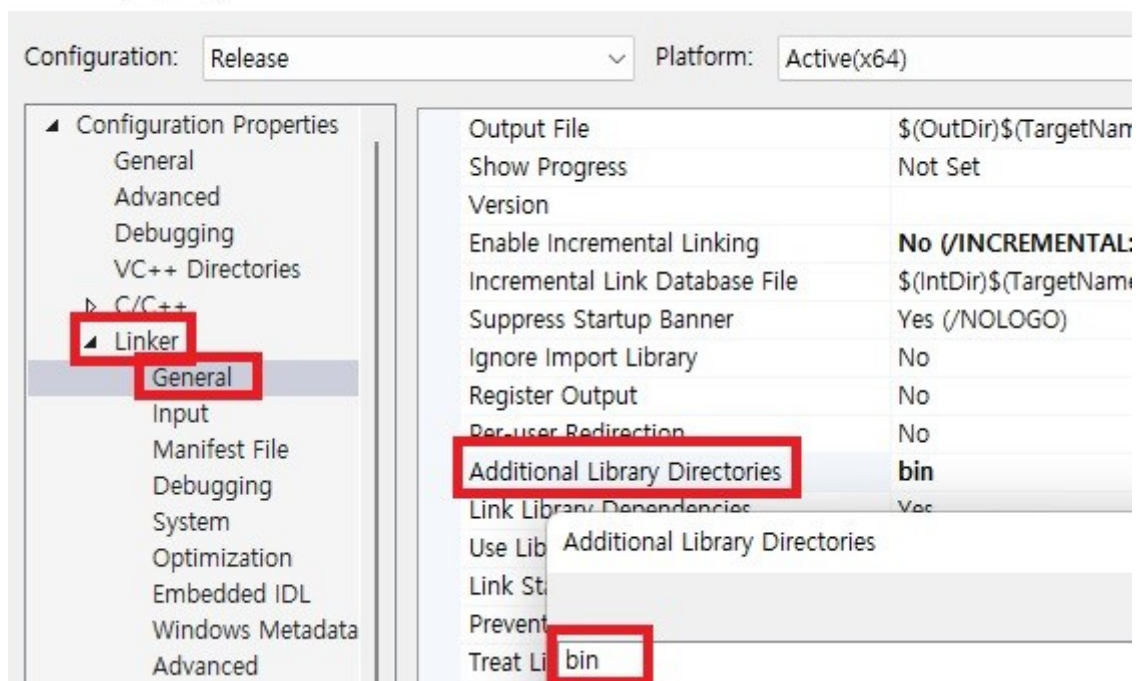 Configuration: Release Platform: Active(x64)
Configuration Properties
General
Advanced
Debugging
VC++ Directories
C/C++
Linker
General
Input
Manifest File
Debugging
System
Optimization
Embedded IDL
Windows Metadata
Advanced
Output File $(OutDir)$(TargetNam
Show Progress Not Set
Version
Enable Incremental Linking No (/INCREMENTAL:
Incremental Link Database File $(IntDir)$(TargetName
Suppress Startup Banner Yes (/NOLOGO)
Ignore Import Library No
Register Output No
Per-user Redirection No
Additional Library Directories bin
Link Library Dependencies Yes
Use Lib
Link Sta
Prevent
Treat Li
Additional Library Directories
bin